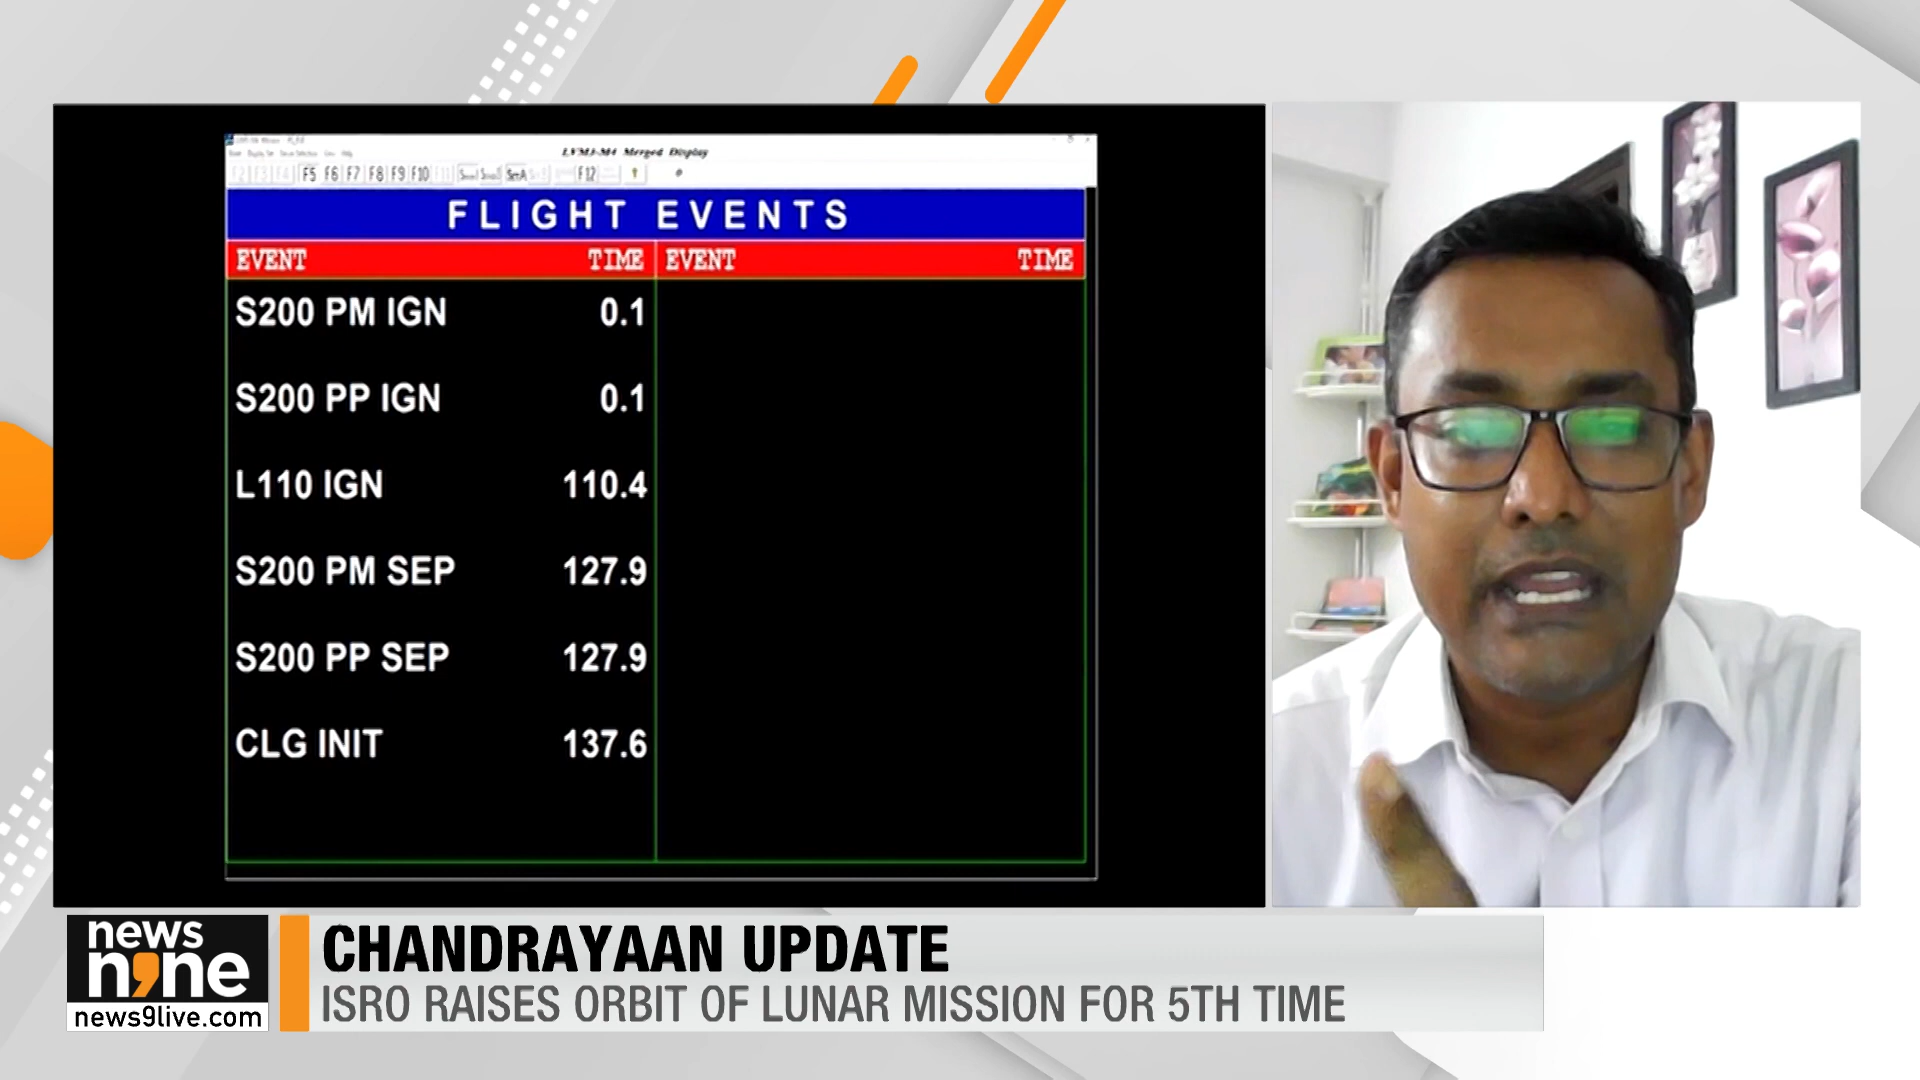 LVM3-M4 Merged Display
F5 F6 F7 F8 F9 F10 F12
FLIGHT EVENTS
EVENT TIME EVENT TIME
S200 PM IGN 0.1
S200 PP IGN 0.1
L110 IGN 110.4
S200 PM SEP 127.9
S200 PP SEP 127.9
CLG INIT 137.6
news
n9ne
news9live.com
CHANDRAYAAN UPDATE
ISRO RAISES ORBIT OF LUNAR MISSION FOR 5TH TIME